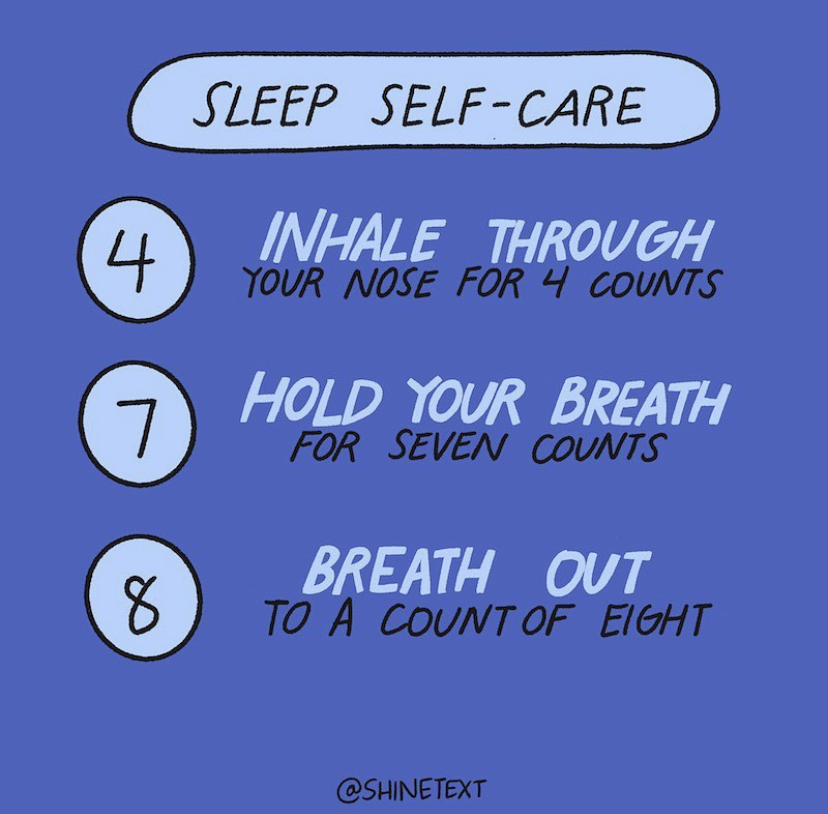 SLEEP SELF-CARE
4
INHALE THROUGH
YOUR NOSE FOR 4 COUNTS
7
HOLD YOUR BREATH
FOR SEVEN COUNTS
8
BREATH OUT
TO A COUNT OF EIGHT
@SHINETEXT